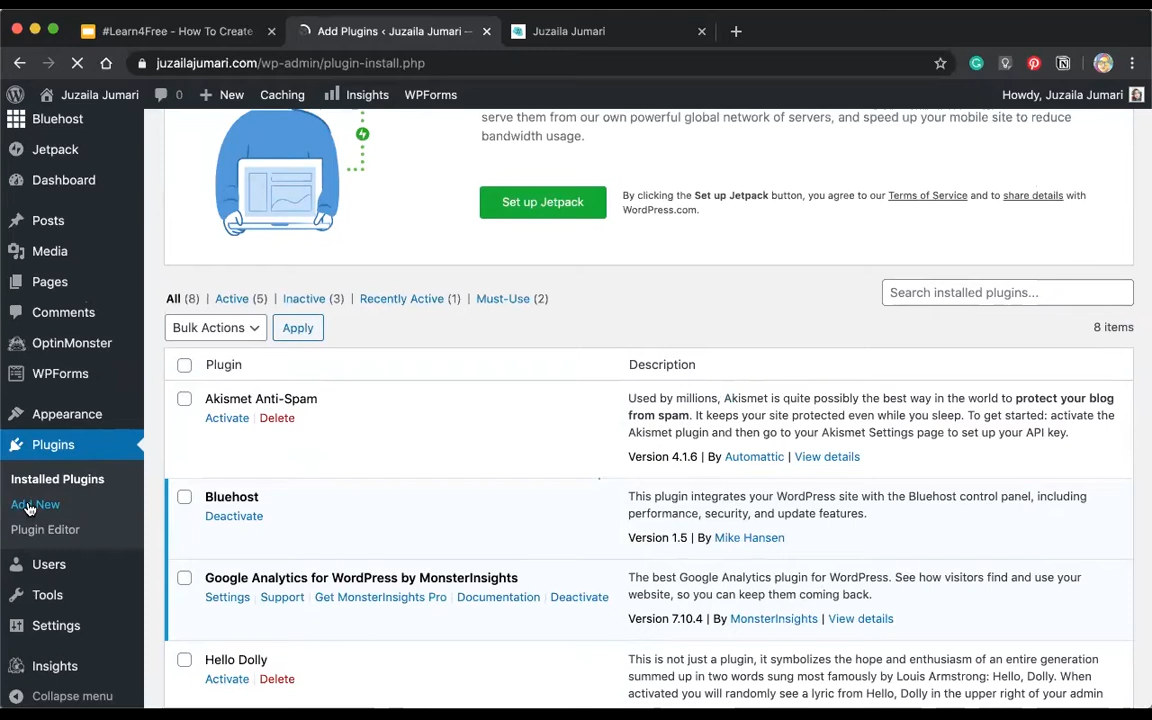 #Learn4Free - How To Create
Add Plugins ‹ Juzaila Jumari —
Juzaila Jumari
juzailajumari.com/wp-admin/plugin-install.php
Juzaila Jumari 0 New Caching Insights WPForms Howdy, Juzaila Jumari
Bluehost
Jetpack
Dashboard
Posts
Media
Pages
Comments
OptinMonster
WPForms
Appearance
Plugins
Installed Plugins
Add New
Plugin Editor
Users
Tools
Settings
Insights
Collapse menu
serve them from our own powerful global network of servers, and speed up your mobile site to reduce
bandwidth usage.
Set up Jetpack
By clicking the Set up Jetpack button, you agree to our Terms of Service and to share details with
WordPress.com.
All (8) | Active (5) | Inactive (3) | Recently Active (1) | Must-Use (2)
Search installed plugins...
Bulk Actions Apply
8 items
Plugin Description
Akismet Anti-Spam
Activate | Delete
Used by millions, Akismet is quite possibly the best way in the world to protect your blog
from spam. It keeps your site protected even while you sleep. To get started: activate the
Akismet plugin and then go to your Akismet Settings page to set up your API key.
Version 4.1.6 | By Automattic | View details
Bluehost
Deactivate
This plugin integrates your WordPress site with the Bluehost control panel, including
performance, security, and update features.
Version 1.5 | By Mike Hansen
Google Analytics for WordPress by MonsterInsights
Settings | Support | Get MonsterInsights Pro | Documentation | Deactivate
The best Google Analytics plugin for WordPress. See how visitors find and use your
website, so you can keep them coming back.
Version 7.10.4 | By MonsterInsights | View details
Hello Dolly
Activate | Delete
This is not just a plugin, it symbolizes the hope and enthusiasm of an entire generation
summed up in two words sung most famously by Louis Armstrong: Hello, Dolly. When
activated you will randomly see a lyric from Hello, Dolly in the upper right of your admin